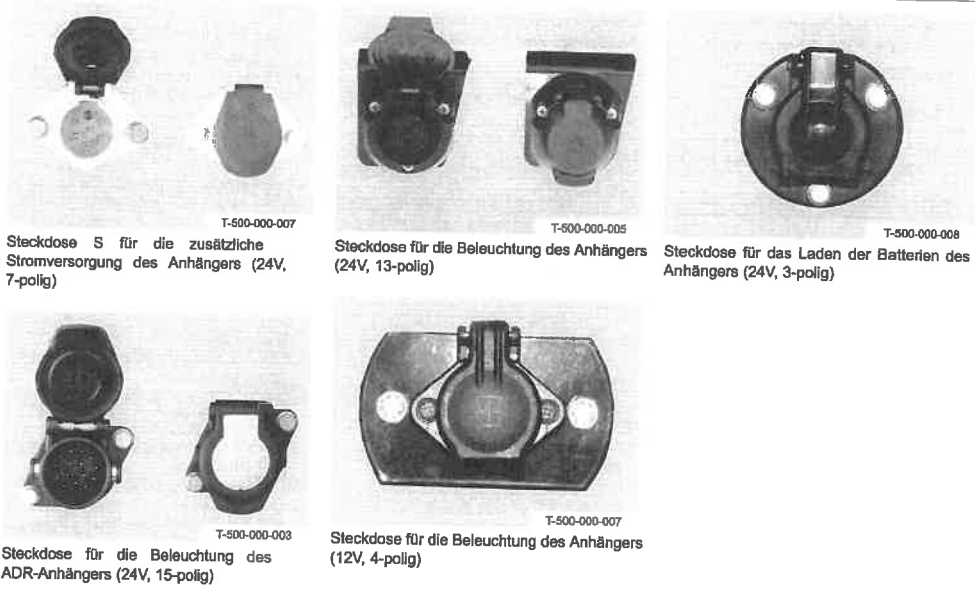 T-500-000-007
Steckdose S für die zusätzliche
Stromversorgung des Anhängers (24V,
7-polig)
T-500-000-005
Steckdose für die Beleuchtung des Anhängers
(24V, 13-polig)
T-500-000-008
Steckdose für das Laden der Batterien des
Anhängers (24V, 3-polig)
T-500-000-003
Steckdose für die Beleuchtung des
ADR-Anhängers (24V, 15-polig)
T-500-000-007
Steckdose für die Beleuchtung des Anhängers
(12V, 4-polig)